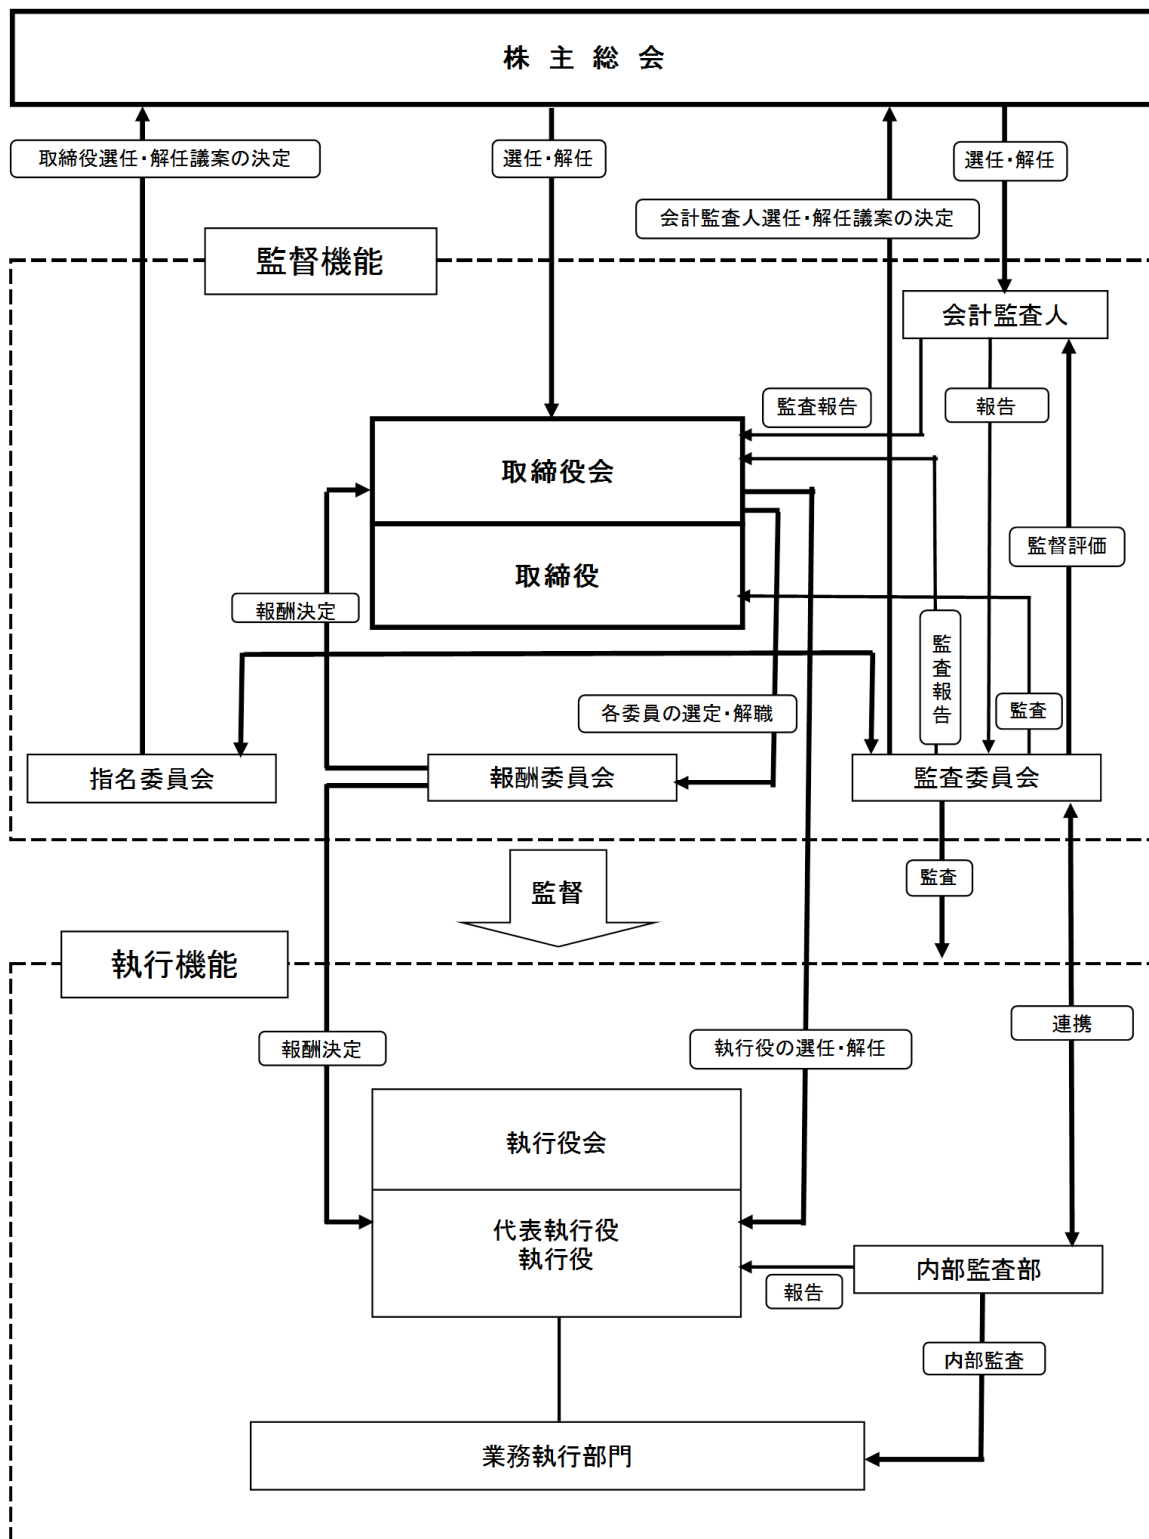 株 主 総 会
取締役選任・解任議案の決定
選任・解任
選任・解任
会計監査人選任・解任議案の決定
監督機能
会計監査人
監査報告
報告
取締役会
監督評価
取締役
報酬決定
監査報告
監査
各委員の選定・解職
指名委員会
報酬委員会
監査委員会
監督
監査
執行機能
連携
報酬決定
執行役の選任・解任
執行役会
代表執行役
執行役
内部監査部
報告
内部監査
業務執行部門